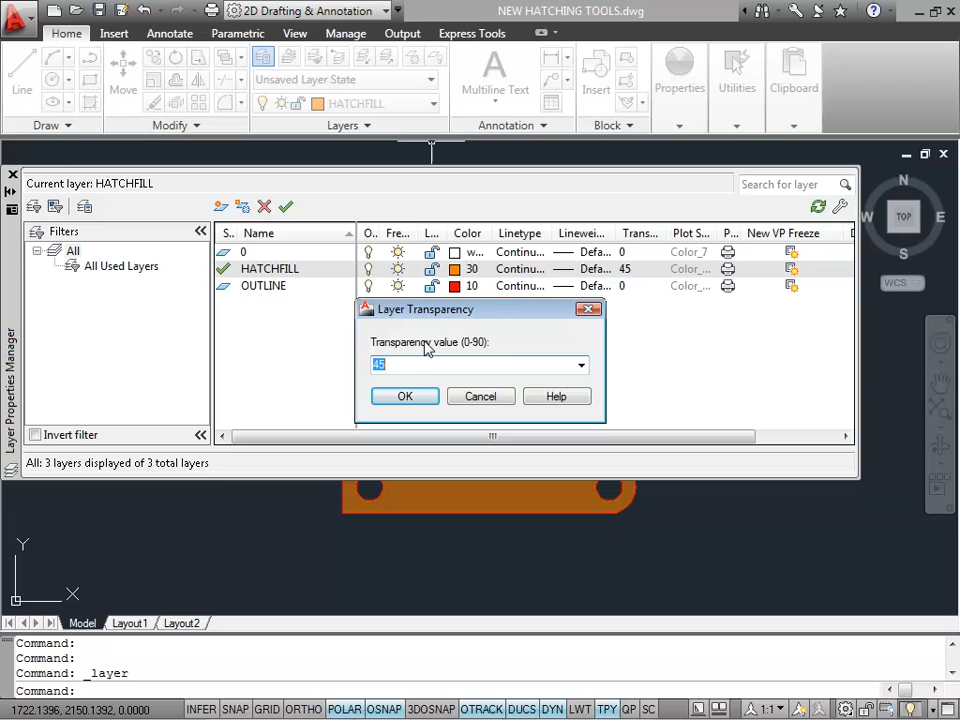 2D Drafting & Annotation
NEW HATCHING TOOLS.dwg
Home Insert Annotate Parametric View Manage Output Express Tools
Line
Move
Unsaved Layer State
HATCHFILL
Multiline Text
Insert
Properties
Utilities
Clipboard
Draw Modify Layers Annotation Block
Current layer: HATCHFILL
Search for layer
Filters
All
All Used Layers
Invert filter
S.. Name O.. Fre... L... Color Linetype Linewei... Trans... Plot S... P... New VP Freeze D
0 w... Continu... Defa... 0 Color_7
HATCHFILL 30 Continu... Defa... 45 Color_...
OUTLINE 10 Continu... Defa... 0 Color_...
Layer Transparency
Transparency value (0-90):
45
OK Cancel Help
All: 3 layers displayed of 3 total layers
Layer Properties Manager
N
W TOP E
S
WCS
Y
X
Model Layout1 Layout2
Command:
Command:
Command: _layer
Command:
1722.1396, 2150.1392, 0.0000 INFER SNAP GRID ORTHO POLAR OSNAP 3DOSNAP OTRACK DUCS DYN LWT TPY QP SC 1:1